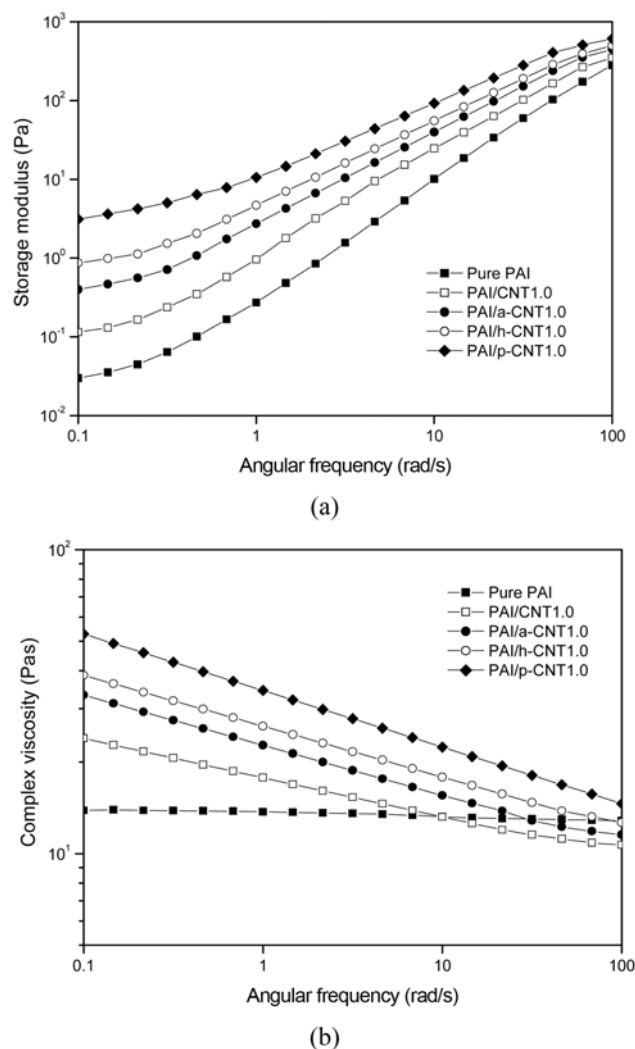 10³
10²
10¹
10⁰
10⁻¹
10⁻²
Storage modulus (Pa)
Pure PAI
PAI/CNT1.0
PAI/a-CNT1.0
PAI/h-CNT1.0
PAI/p-CNT1.0
0.1 1 10 100
Angular frequency (rad/s)
(a)
10²
10¹
Complex viscosity (Pas)
Pure PAI
PAI/CNT1.0
PAI/a-CNT1.0
PAI/h-CNT1.0
PAI/p-CNT1.0
0.1 1 10 100
Angular frequency (rad/s)
(b)